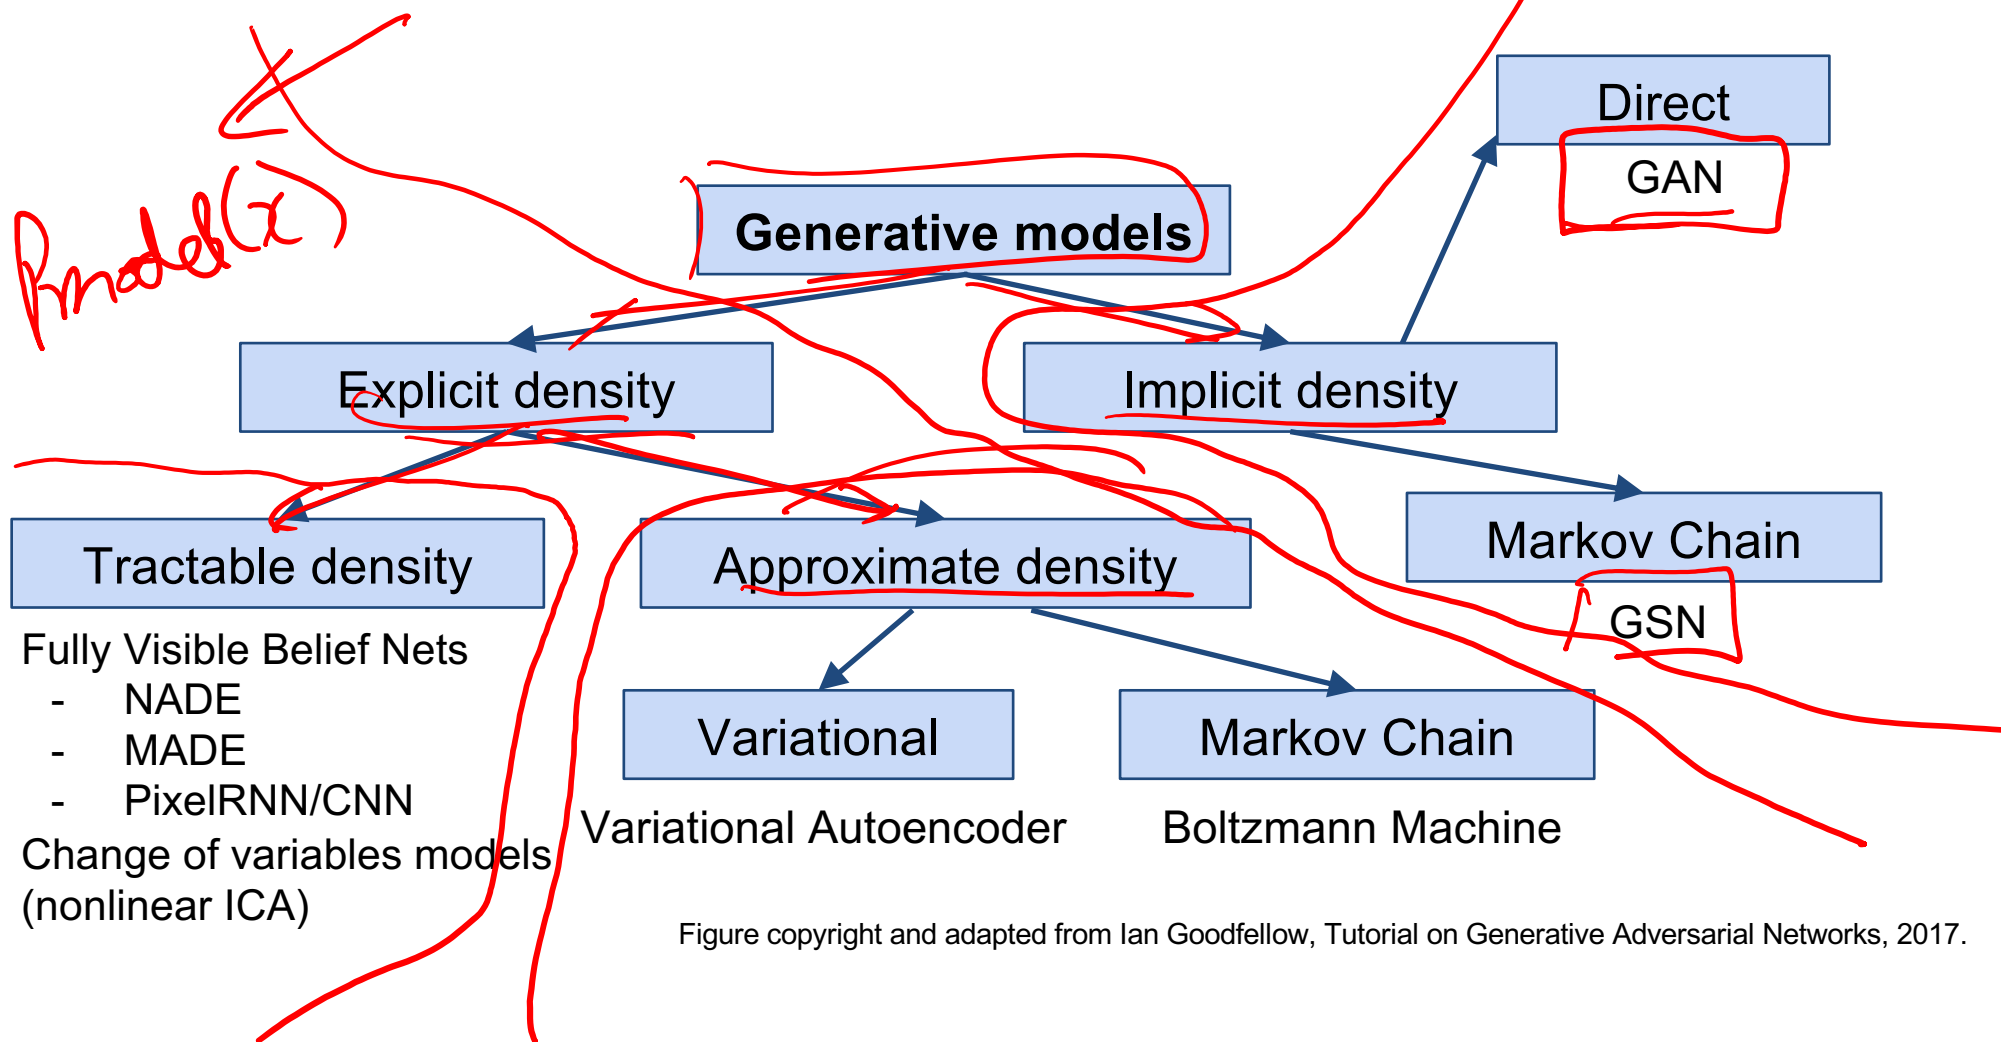 Pmodel(x)
Direct
GAN
Generative models
Explicit density
Implicit density
Tractable density
Approximate density
Markov Chain
GSN
Fully Visible Belief Nets
- NADE
- MADE
- PixelRNN/CNN
Change of variables models
(nonlinear ICA)
Variational
Markov Chain
Variational Autoencoder
Boltzmann Machine
Figure copyright and adapted from Ian Goodfellow, Tutorial on Generative Adversarial Networks, 2017.